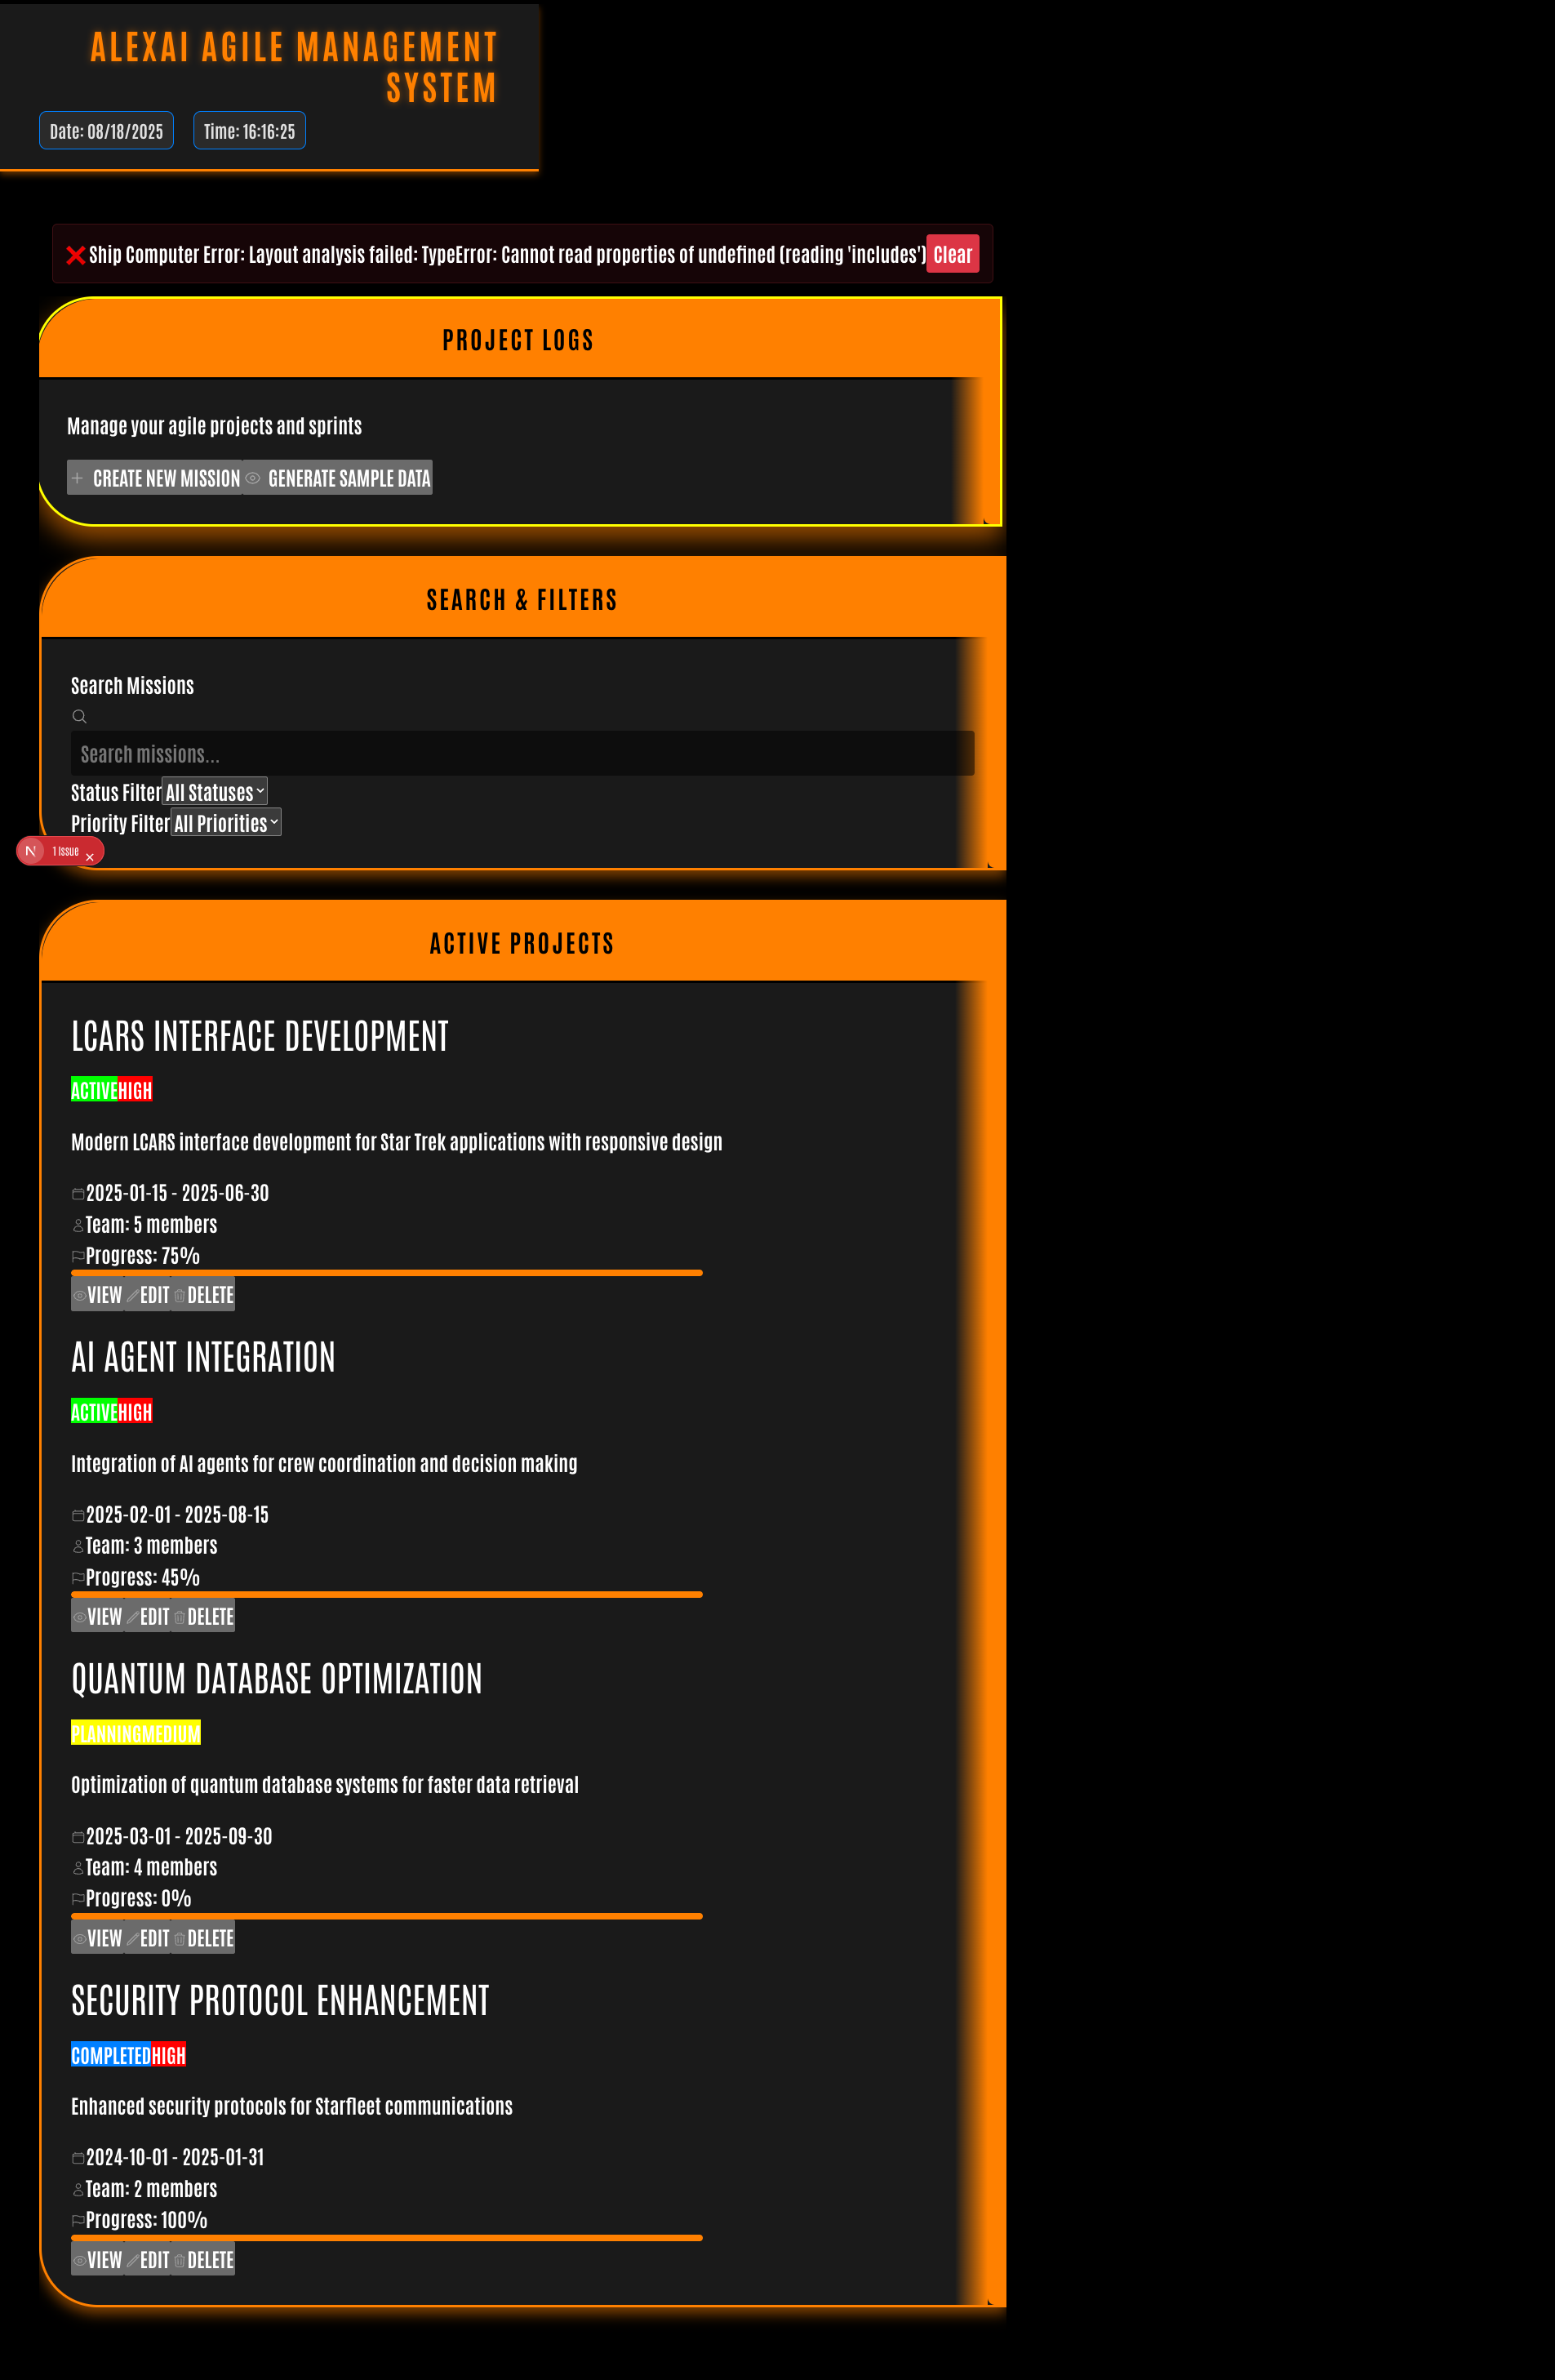 ALEXAI AGILE MANAGEMENT
SYSTEM
Date: 08/18/2025 Time: 16:16:25
❌Ship Computer Error: Layout analysis failed: TypeError: Cannot read properties of undefined (reading 'includes') Clear
PROJECT LOGS
Manage your agile projects and sprints
CREATE NEW MISSION GENERATE SAMPLE DATA
SEARCH & FILTERS
Search Missions
Search missions...
Status Filter All Statuses
Priority Filter All Priorities
N 1 Issue ×
ACTIVE PROJECTS
LCARS INTERFACE DEVELOPMENT
ACTIVE HIGH
Modern LCARS interface development for Star Trek applications with responsive design
2025-01-15 - 2025-06-30
Team: 5 members
Progress: 75%
VIEW EDIT DELETE
AI AGENT INTEGRATION
ACTIVE HIGH
Integration of AI agents for crew coordination and decision making
2025-02-01 - 2025-08-15
Team: 3 members
Progress: 45%
VIEW EDIT DELETE
QUANTUM DATABASE OPTIMIZATION
PLANNING MEDIUM
Optimization of quantum database systems for faster data retrieval
2025-03-01 - 2025-09-30
Team: 4 members
Progress: 0%
VIEW EDIT DELETE
SECURITY PROTOCOL ENHANCEMENT
COMPLETED HIGH
Enhanced security protocols for Starfleet communications
2024-10-01 - 2025-01-31
Team: 2 members
Progress: 100%
VIEW EDIT DELETE